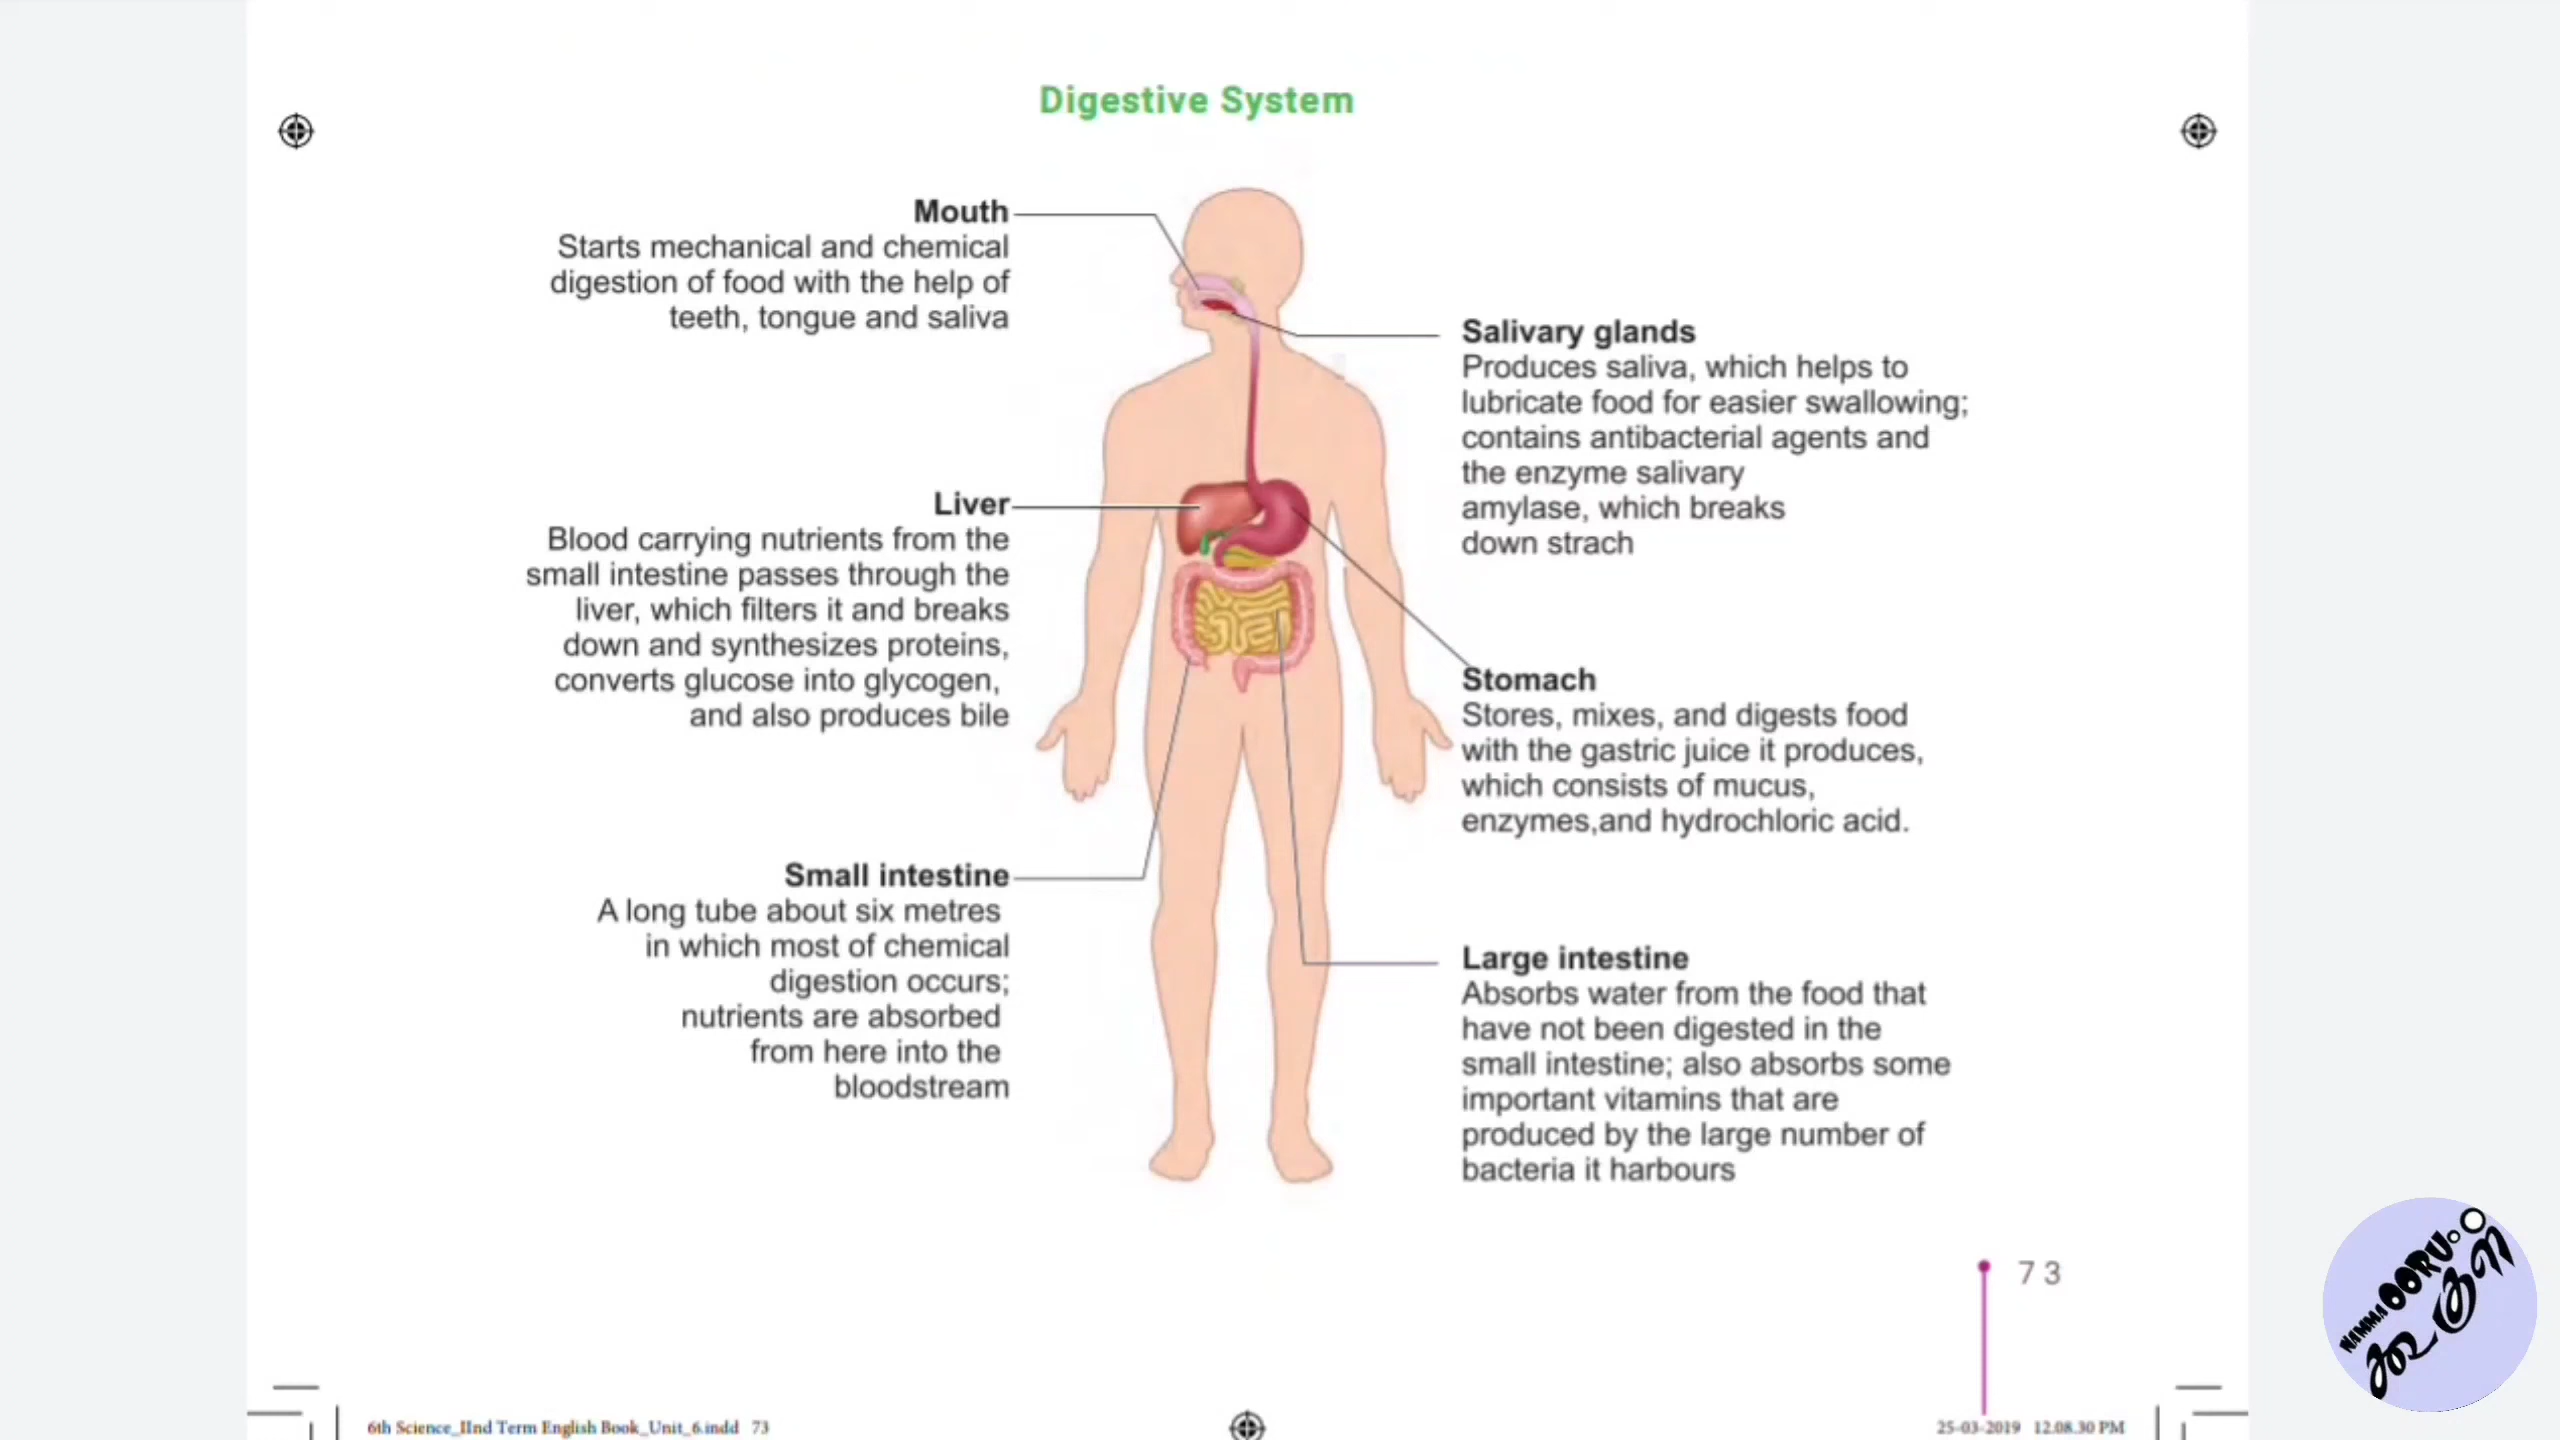 Digestive System
Mouth
Starts mechanical and chemical
digestion of food with the help of
teeth, tongue and saliva
Liver
Blood carrying nutrients from the
small intestine passes through the
liver, which filters it and breaks
down and synthesizes proteins,
converts glucose into glycogen,
and also produces bile
Small intestine
A long tube about six metres
in which most of chemical
digestion occurs;
nutrients are absorbed
from here into the
bloodstream
Salivary glands
Produces saliva, which helps to
lubricate food for easier swallowing;
contains antibacterial agents and
the enzyme salivary
amylase, which breaks
down strach
Stomach
Stores, mixes, and digests food
with the gastric juice it produces,
which consists of mucus,
enzymes,and hydrochloric acid.
Large intestine
Absorbs water from the food that
have not been digested in the
small intestine; also absorbs some
important vitamins that are
produced by the large number of
bacteria it harbours
73
6th Science_IInd Term English Book_Unit_6.indd 73
25-03-2019 12.08.30 PM
NAMMA OORU